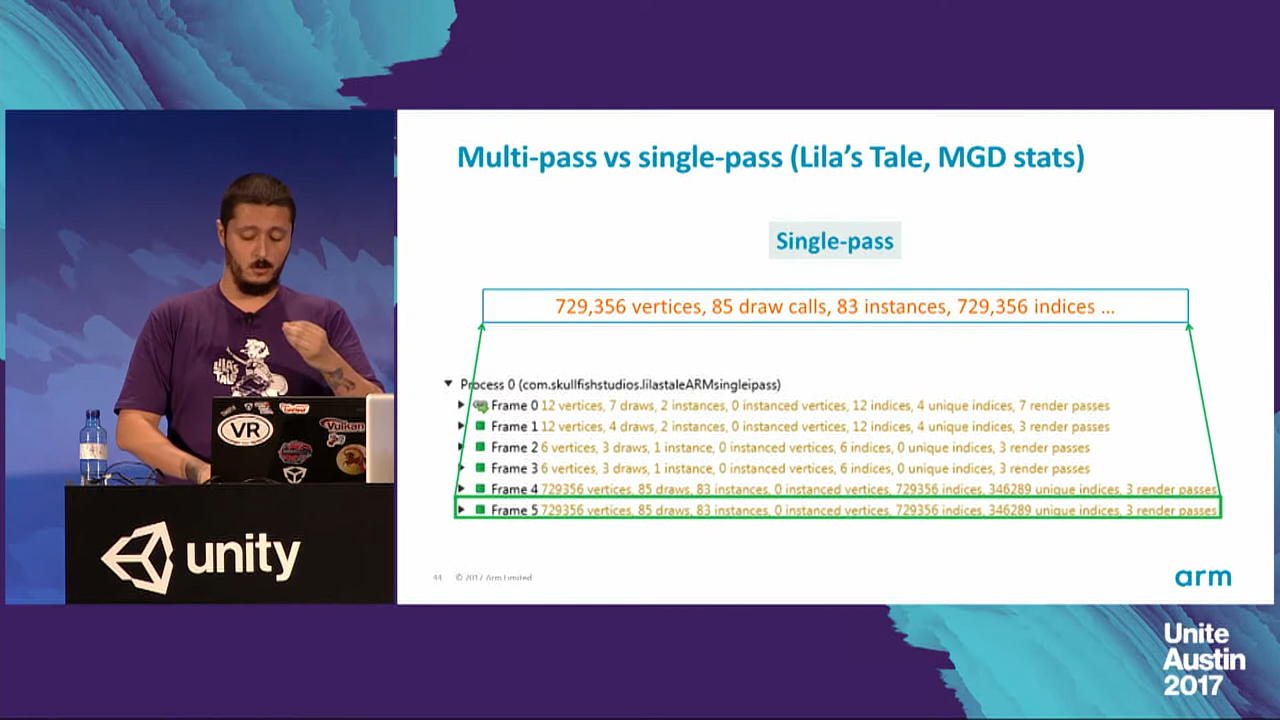 Multi-pass vs single-pass (Lila's Tale, MGD stats)
Single-pass
729,356 vertices, 85 draw calls, 83 instances, 729,356 indices ...
Process 0 (com.skullfishstudios.lilastaleARMsingleipass)
Frame 0 12 vertices, 7 draws, 2 instances, 0 instanced vertices, 12 indices, 4 unique indices, 7 render passes
Frame 1 12 vertices, 4 draws, 2 instances, 0 instanced vertices, 12 indices, 4 unique indices, 3 render passes
Frame 2 6 vertices, 3 draws, 1 instance, 0 instanced vertices, 6 indices, 0 unique indices, 3 render passes
Frame 3 6 vertices, 3 draws, 1 instance, 0 instanced vertices, 6 indices, 0 unique indices, 3 render passes
Frame 4 729356 vertices, 85 draws, 83 instances, 0 instanced vertices, 729356 indices, 346289 unique indices, 3 render passes
Frame 5 729356 vertices, 85 draws, 83 instances, 0 instanced vertices, 729356 indices, 346289 unique indices, 3 render passes
44 © 2017 Arm Limited
arm
LILA'S
TALE
VR
Vulkan
unity
Unite
Austin
2017